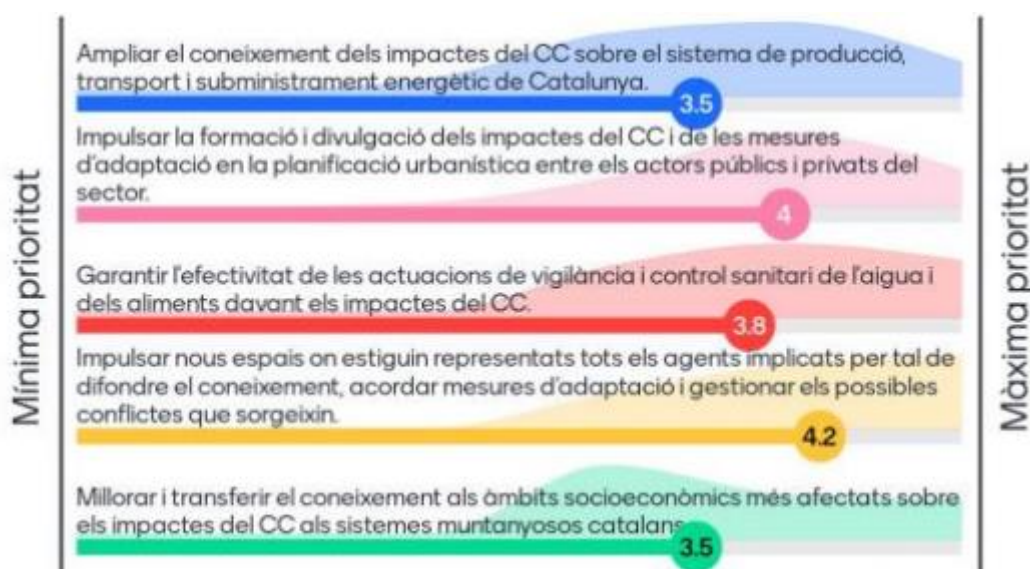 Mínima prioritat
Ampliar el coneixement dels impactes del CC sobre el sistema de producció,
transport i subministrament energètic de Catalunya.
3.5
Impulsar la formació i divulgació dels impactes del CC i de les mesures
d'adaptació en la planificació urbanística entre els actors públics i privats del
sector.
4
Garantir l'efectivitat de les actuacions de vigilància i control sanitari de l'aigua i
dels aliments davant els impactes del CC.
3.8
Impulsar nous espais on estiguin representats tots els agents implicats per tal de
difondre el coneixement, acordar mesures d'adaptació i gestionar els possibles
conflictes que sorgeixin.
4.2
Millorar i transferir el coneixement als àmbits socioeconòmics més afectats sobre
els impactes del CC als sistemes muntanyosos catalans.
3.5
Màxima prioritat